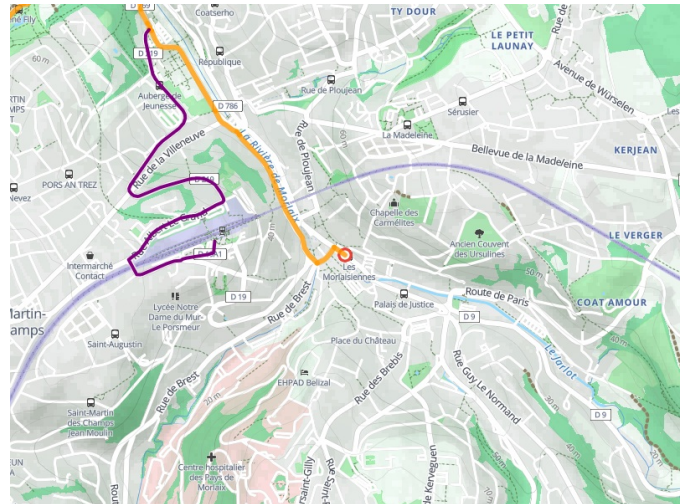 Coatserho
TY DOUR
LE PETIT
LAUNAY
60 m
République
Avenue de Würselen
Auberge de
Jeunesse
D 786
Rue de Ploujean
Sérusier
La Madeleine
La Rivière de Morlaix
Rue de Ploujean
60 m
Rue de la Villeneuve
Bellevue de la Madeleine
KERJEAN
PORS AN TREZ
Chapelle des
Carmélites
40 m
LE VERGER
Ancien Couvent
des Ursulines
Intermarché
Contact
Les
Morlaisiennes
50 m
Route de Paris
COAT AMOUR
D 19
Rue de Brest
Palais de Justice
Lycée Notre
Dame du Mur-
Le Porsmeur
D 9
Saint-Augustin
Place du Château
Le Jarlot
Rue de Brest
20 m
EHPAD Belizal
Rue des Brebis
Rue Guy Le Normand
Saint-Martin
des Champs
Jean Moulin
D 9
Centre hospitalier
des Pays de
Morlaix
de Kerveguen